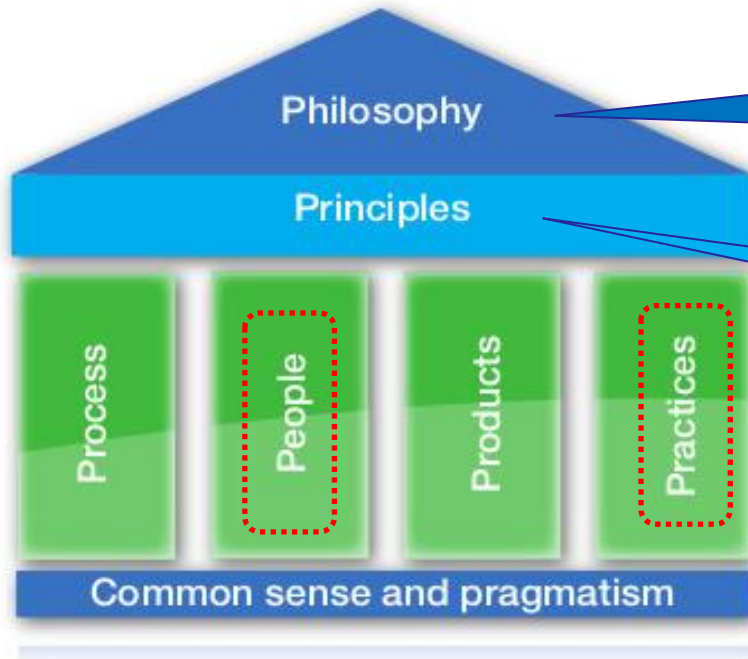 Philosophy
Principles
Process
People
Products
Practices
Common sense and pragmatism